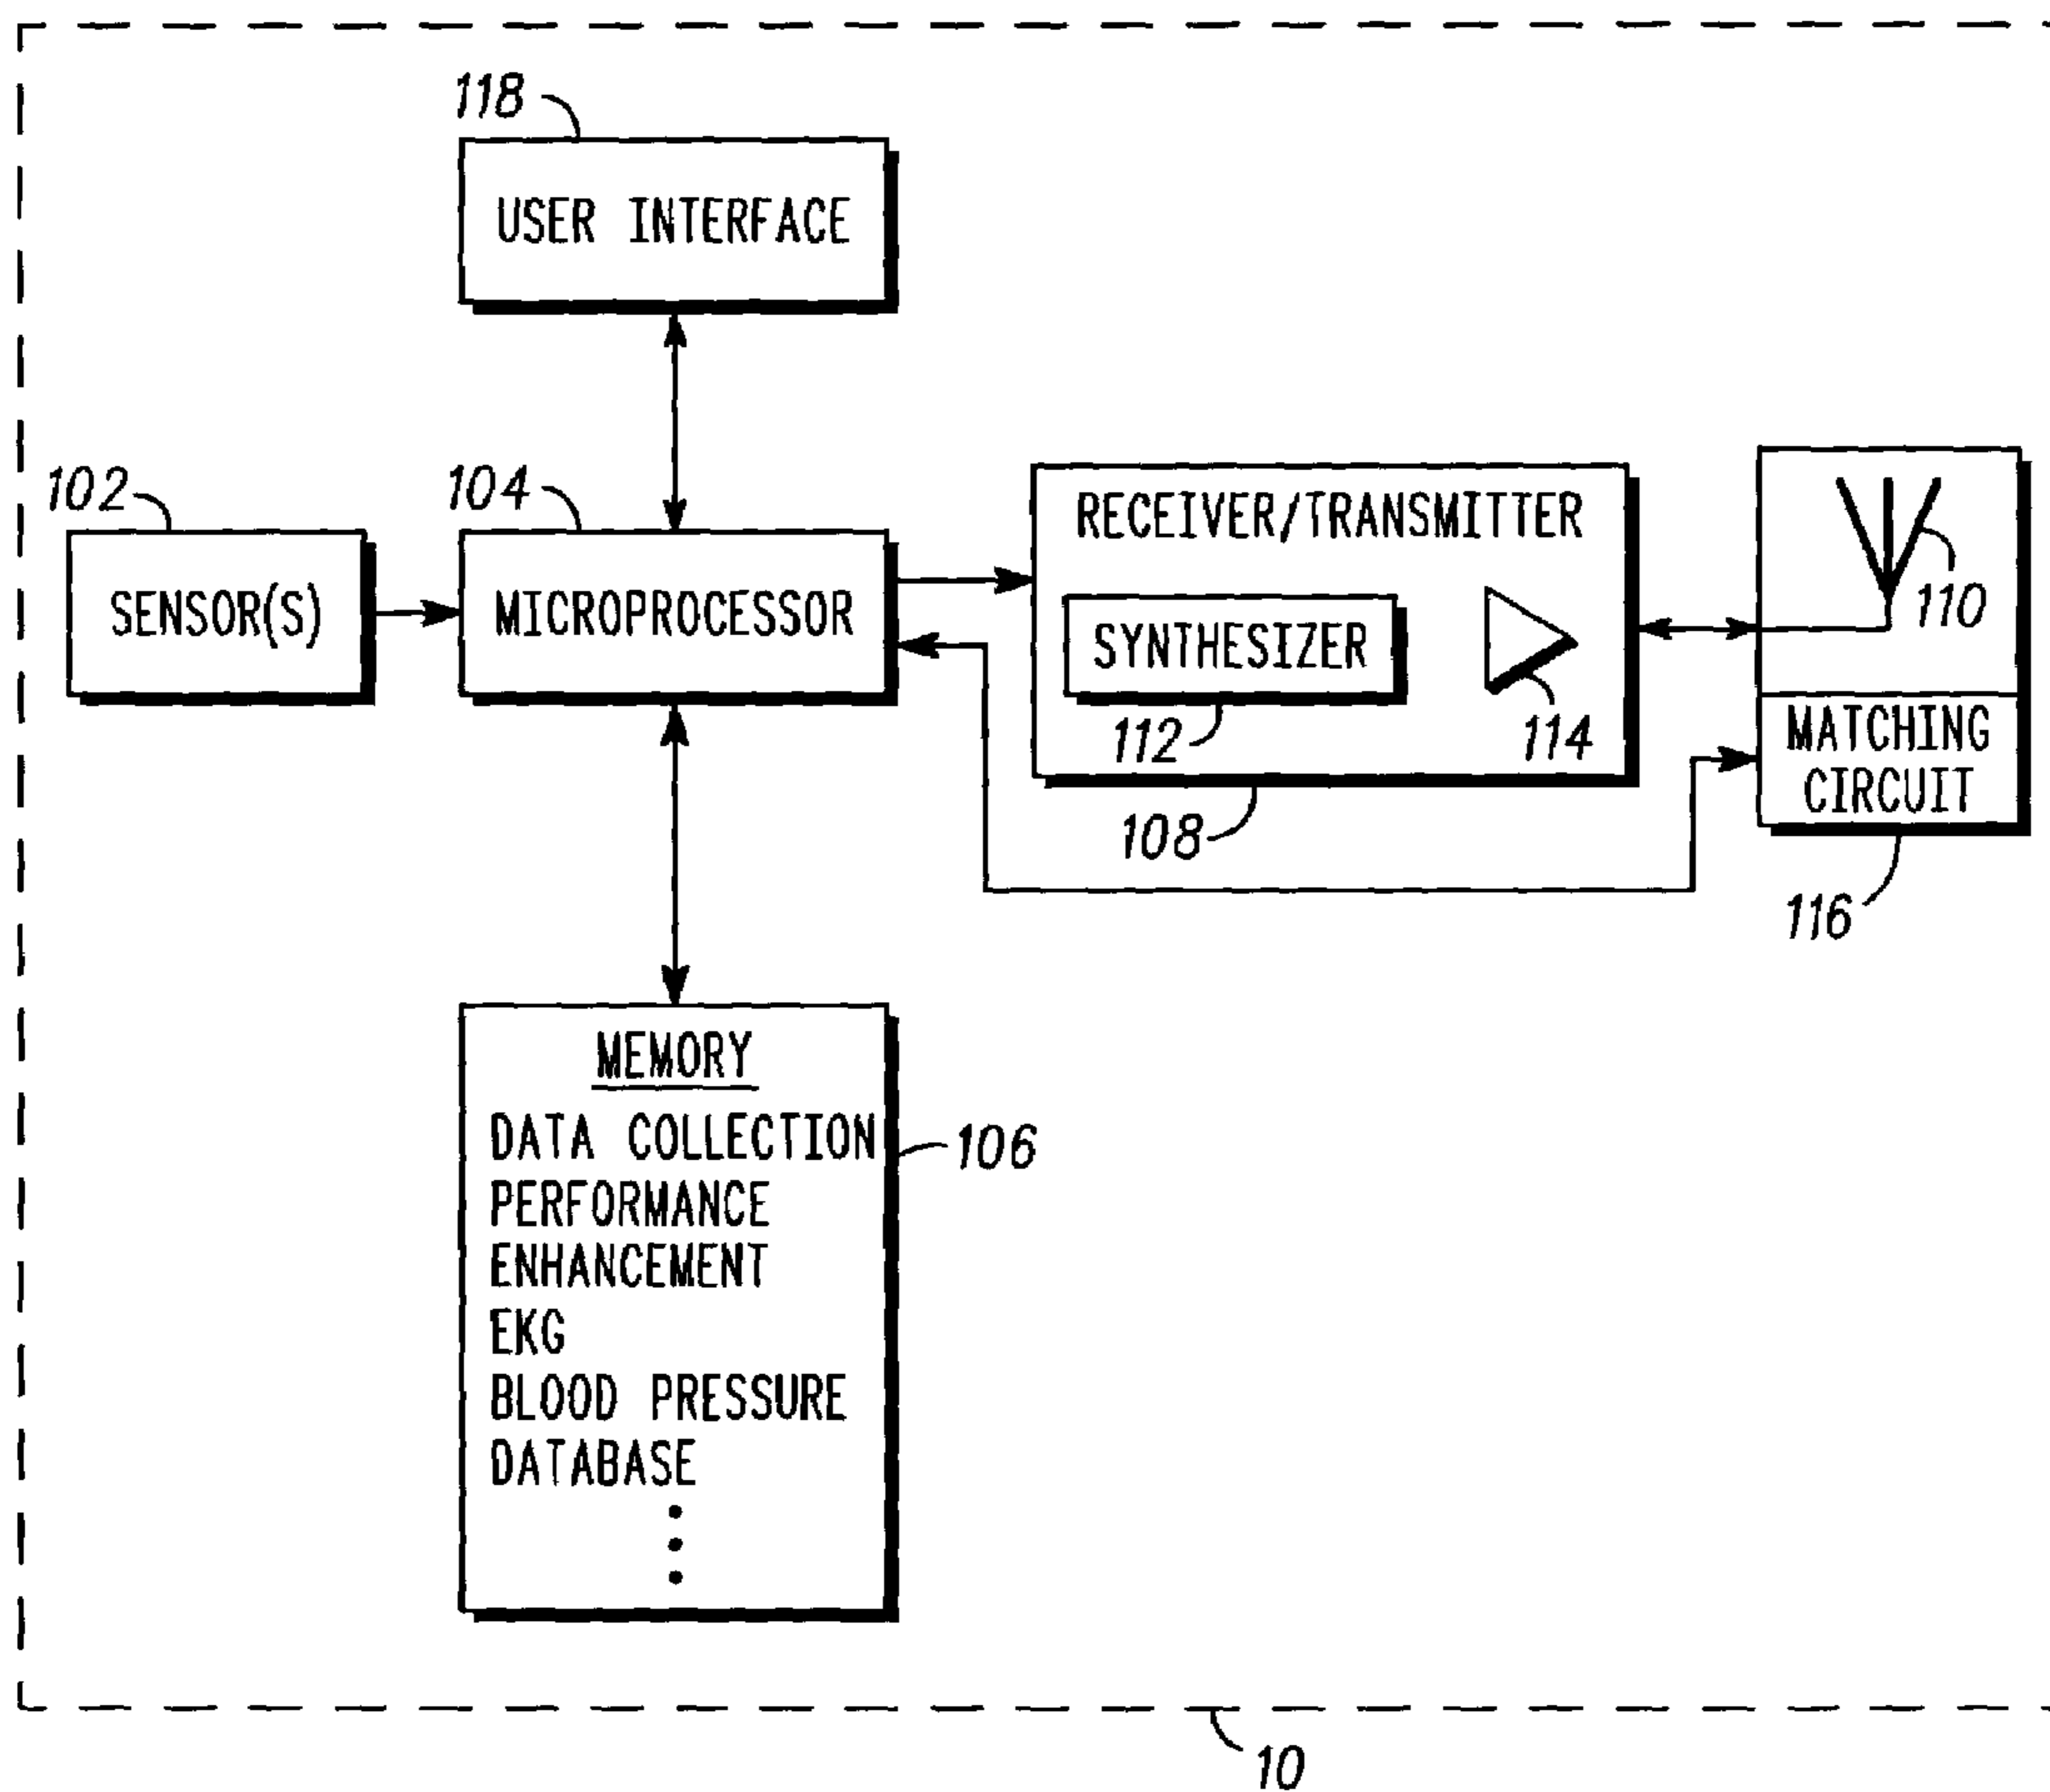 118
USER INTERFACE
102
104
SENSOR(S)
MICROPROCESSOR
RECEIVER/TRANSMITTER
SYNTHESIZER
112
114
108
110
MATCHING
CIRCUIT
116
MEMORY
DATA COLLECTION
PERFORMANCE
ENHANCEMENT
EKG
BLOOD PRESSURE
DATABASE
106
10